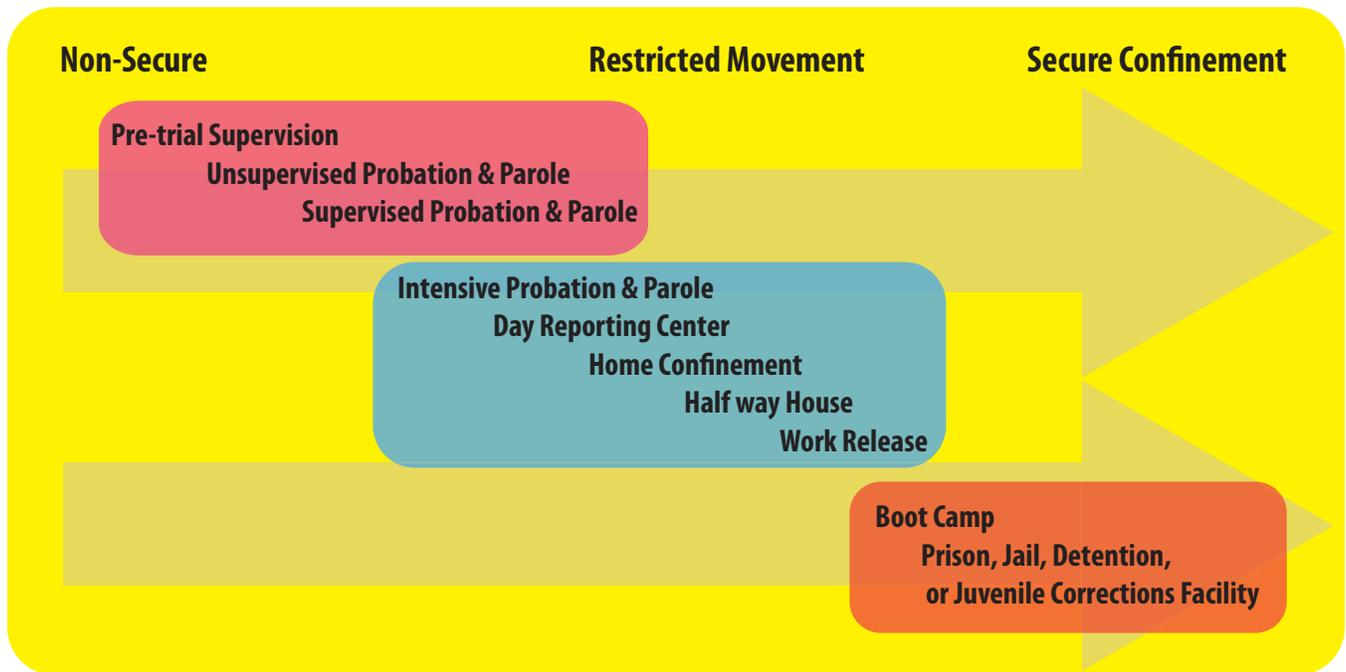 Non-Secure Restricted Movement Secure Confinement
Pre-trial Supervision
Unsupervised Probation & Parole
Supervised Probation & Parole
Intensive Probation & Parole
Day Reporting Center
Home Confinement
Half way House
Work Release
Boot Camp
Prison, Jail, Detention,
or Juvenile Corrections Facility